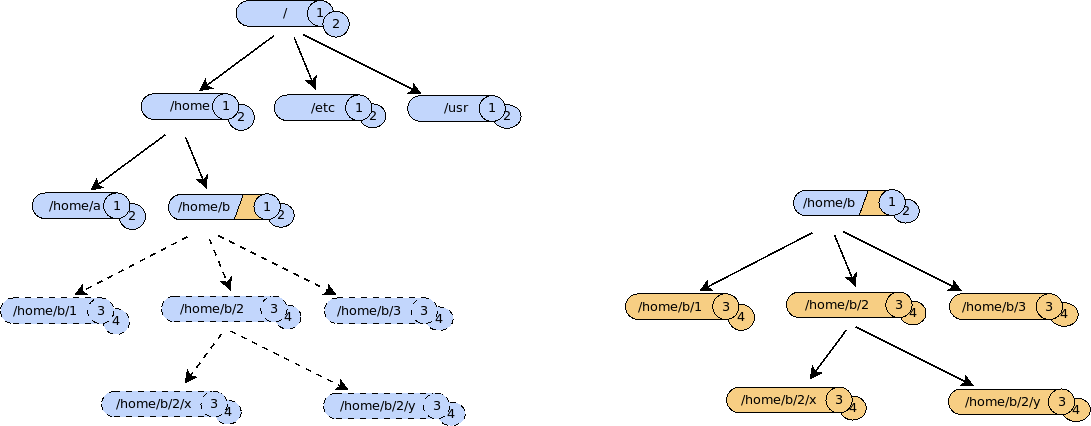 / 1 2
/home 1 2 /etc 1 2 /usr 1 2
/home/a 1 2 /home/b 1 2 /home/b 1 2
/home/b/1 3 4 /home/b/2 3 4 /home/b/3 3 4 /home/b/1 3 4 /home/b/2 3 4 /home/b/3 3 4
/home/b/2/x 3 4 /home/b/2/y 3 4 /home/b/2/x 3 4 /home/b/2/y 3 4